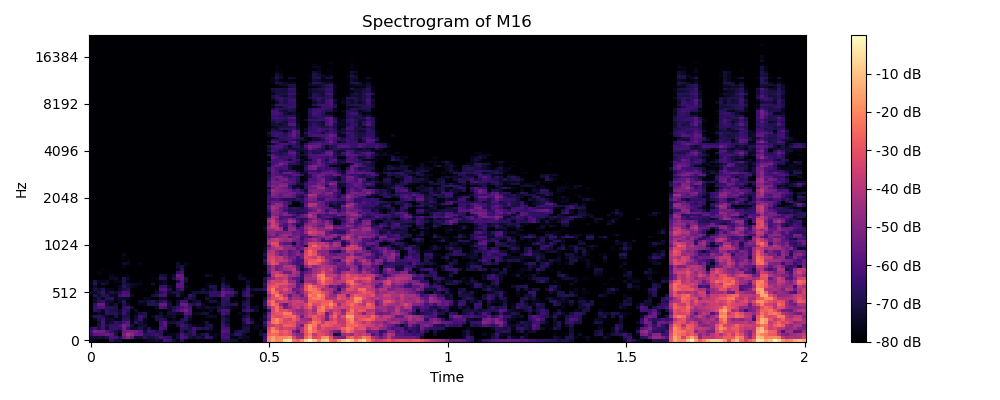 Spectrogram of M16
Hz
16384
8192
4096
2048
1024
512
0
0
0.5
1
1.5
2
Time
-10 dB
-20 dB
-30 dB
-40 dB
-50 dB
-60 dB
-70 dB
-80 dB